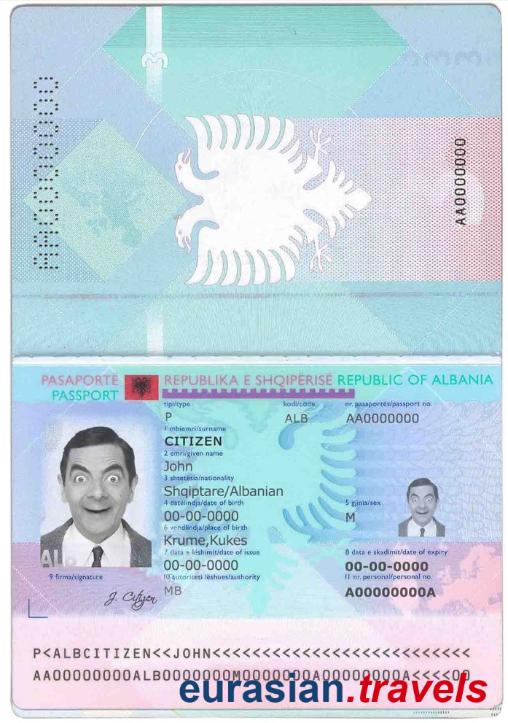 AA0000000
AA0000000
PASAPORTË REPUBLIKA E SHQIPËRISË REPUBLIC OF ALBANIA
PASSPORT
tipi/type kodi/code nr. pasaportës/passport no.
P ALB AA0000000
1 mbiemri/surname
CITIZEN
2 emri/given name
John
3 shtetësia/nationality
Shqiptare/Albanian
4 datëlindja/date of birth 5 gjinia/sex
00-00-0000 M
6 vendlindja/place of birth
Krume,Kukes
7 data e lëshimit/date of issue 8 data e skadimit/date of expiry
00-00-0000 00-00-0000
9 firma/signature 10 autoriteti lëshues/authority 11 nr. personal/personal no.
J. Citizen MB A00000000A
P<ALBCITIZEN<<JOHN<<<<<<<<<<<<<<<<<<<<<<<<<<
eurasian.travels